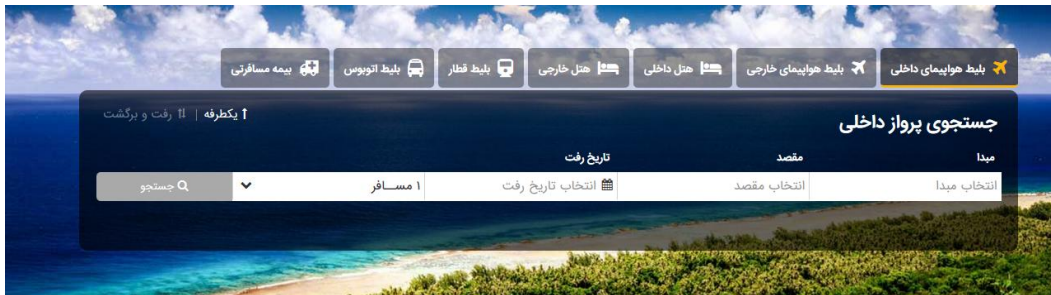 بلیط هواپیمای داخلی بلیط هواپیمای خارجی هتل داخلی هتل خارجی بلیط قطار بلیط اتوبوس بیمه مسافرتی
جستجوی پرواز داخلی
یکطرفه | رفت و برگشت
مبدا مقصد تاریخ رفت
انتخاب مبدا انتخاب مقصد انتخاب تاریخ رفت ۱ مســافر جستجو